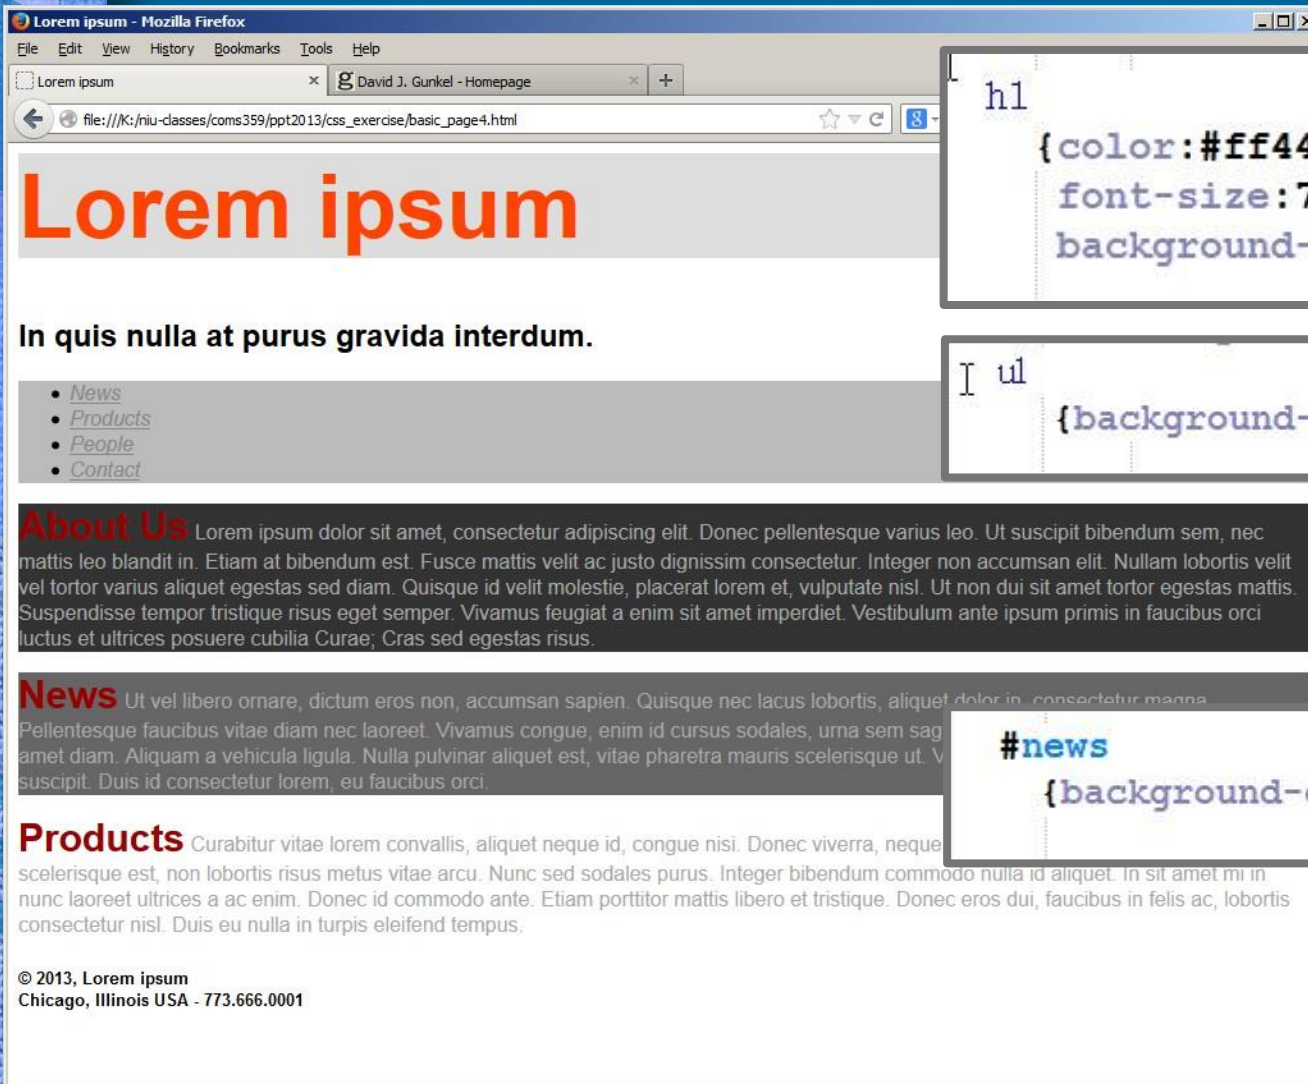 Lorem ipsum - Mozilla Firefox
File Edit View History Bookmarks Tools Help
Lorem ipsum
g David J. Gunkel - Homepage
file:///K:/niu-classes/coms359/ppt2013/css_exercise/basic_page4.html
8
Lorem ipsum
In quis nulla at purus gravida interdum.
News
Products
People
Contact
About Us Lorem ipsum dolor sit amet, consectetur adipiscing elit. Donec pellentesque varius leo. Ut suscipit bibendum sem, nec
mattis leo blandit in. Etiam at bibendum est. Fusce mattis velit ac justo dignissim consectetur. Integer non accumsan elit. Nullam lobortis velit
vel tortor varius aliquet egestas sed diam. Quisque id velit molestie, placerat lorem et, vulputate nisl. Ut non dui sit amet tortor egestas mattis.
Suspendisse tempor tristique risus eget semper. Vivamus feugiat a enim sit amet imperdiet. Vestibulum ante ipsum primis in faucibus orci
luctus et ultrices posuere cubilia Curae; Cras sed egestas risus.
News Ut vel libero ornare, dictum eros non, accumsan sapien. Quisque nec lacus lobortis, aliquet dolor in, consectetur magna.
Pellentesque faucibus vitae diam nec laoreet. Vivamus congue, enim id cursus sodales, urna sem sag
amet diam. Aliquam a vehicula ligula. Nulla pulvinar aliquet est, vitae pharetra mauris scelerisque ut. V
suscipit. Duis id consectetur lorem, eu faucibus orci.
Products Curabitur vitae lorem convallis, aliquet neque id, congue nisi. Donec viverra, neque
scelerisque est, non lobortis risus metus vitae arcu. Nunc sed sodales purus. Integer bibendum commodo nulla id aliquet. In sit amet mi in
nunc laoreet ultrices a ac enim. Donec id commodo ante. Etiam porttitor mattis libero et tristique. Donec eros dui, faucibus in felis ac, lobortis
consectetur nisl. Duis eu nulla in turpis eleifend tempus.
© 2013, Lorem ipsum
Chicago, Illinois USA - 773.666.0001
h1
{color:#ff44
font-size:7
background-
ul
{background-
#news
{background-